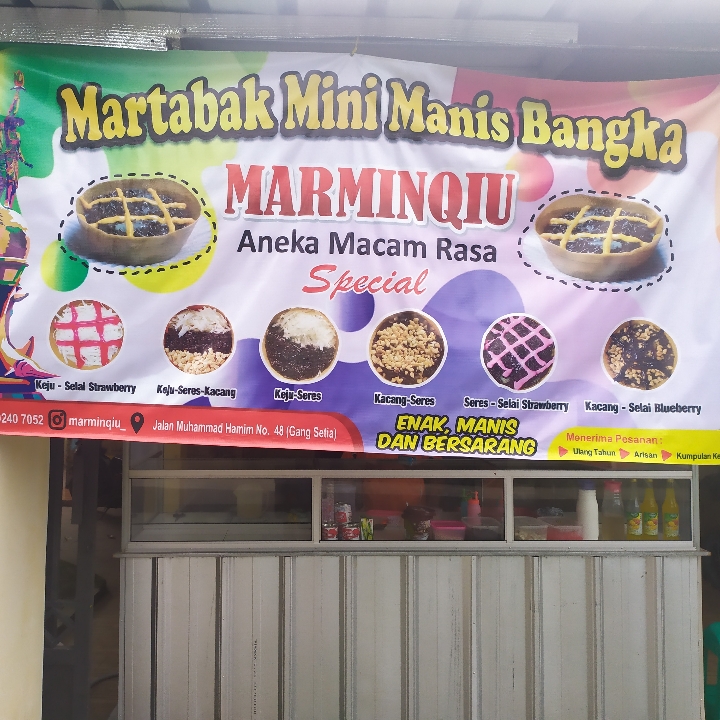 Martabak Mini Manis Bangka
MARMINQIU
Aneka Macam Rasa
Special
Keju - Selai Strawberry
Keju-Seres-Kacang
Keju-Seres
Kacang-Seres
Seres - Selai Strawberry
Kacang - Selai Blueberry
240 7052 marminqiu_ Jalan Muhammad Hamim No. 48 (Gang Setia)
ENAK, MANIS
DAN BERSARANG
Menerima Pesanan :
Ulang Tahun Arisan Kumpulan